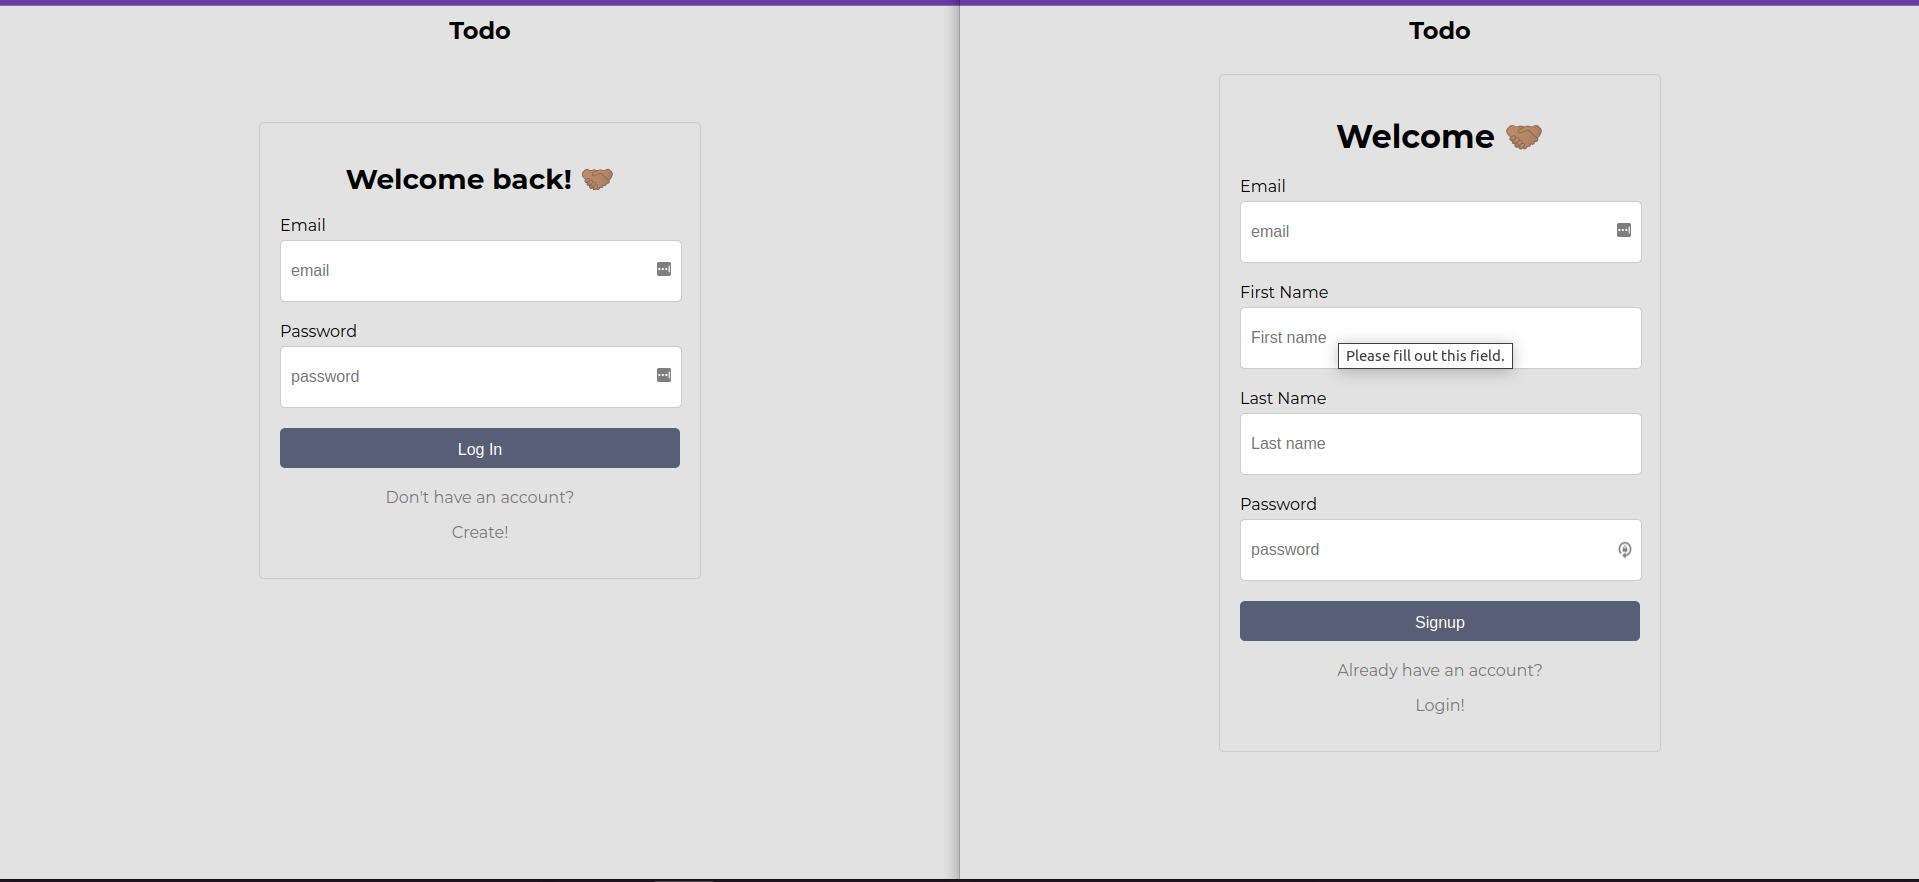 Todo
Welcome back!
Email
email
Password
password
Log In
Don't have an account?
Create!
Todo
Welcome
Email
email
First Name
First name
Please fill out this field.
Last Name
Last name
Password
password
Signup
Already have an account?
Login!